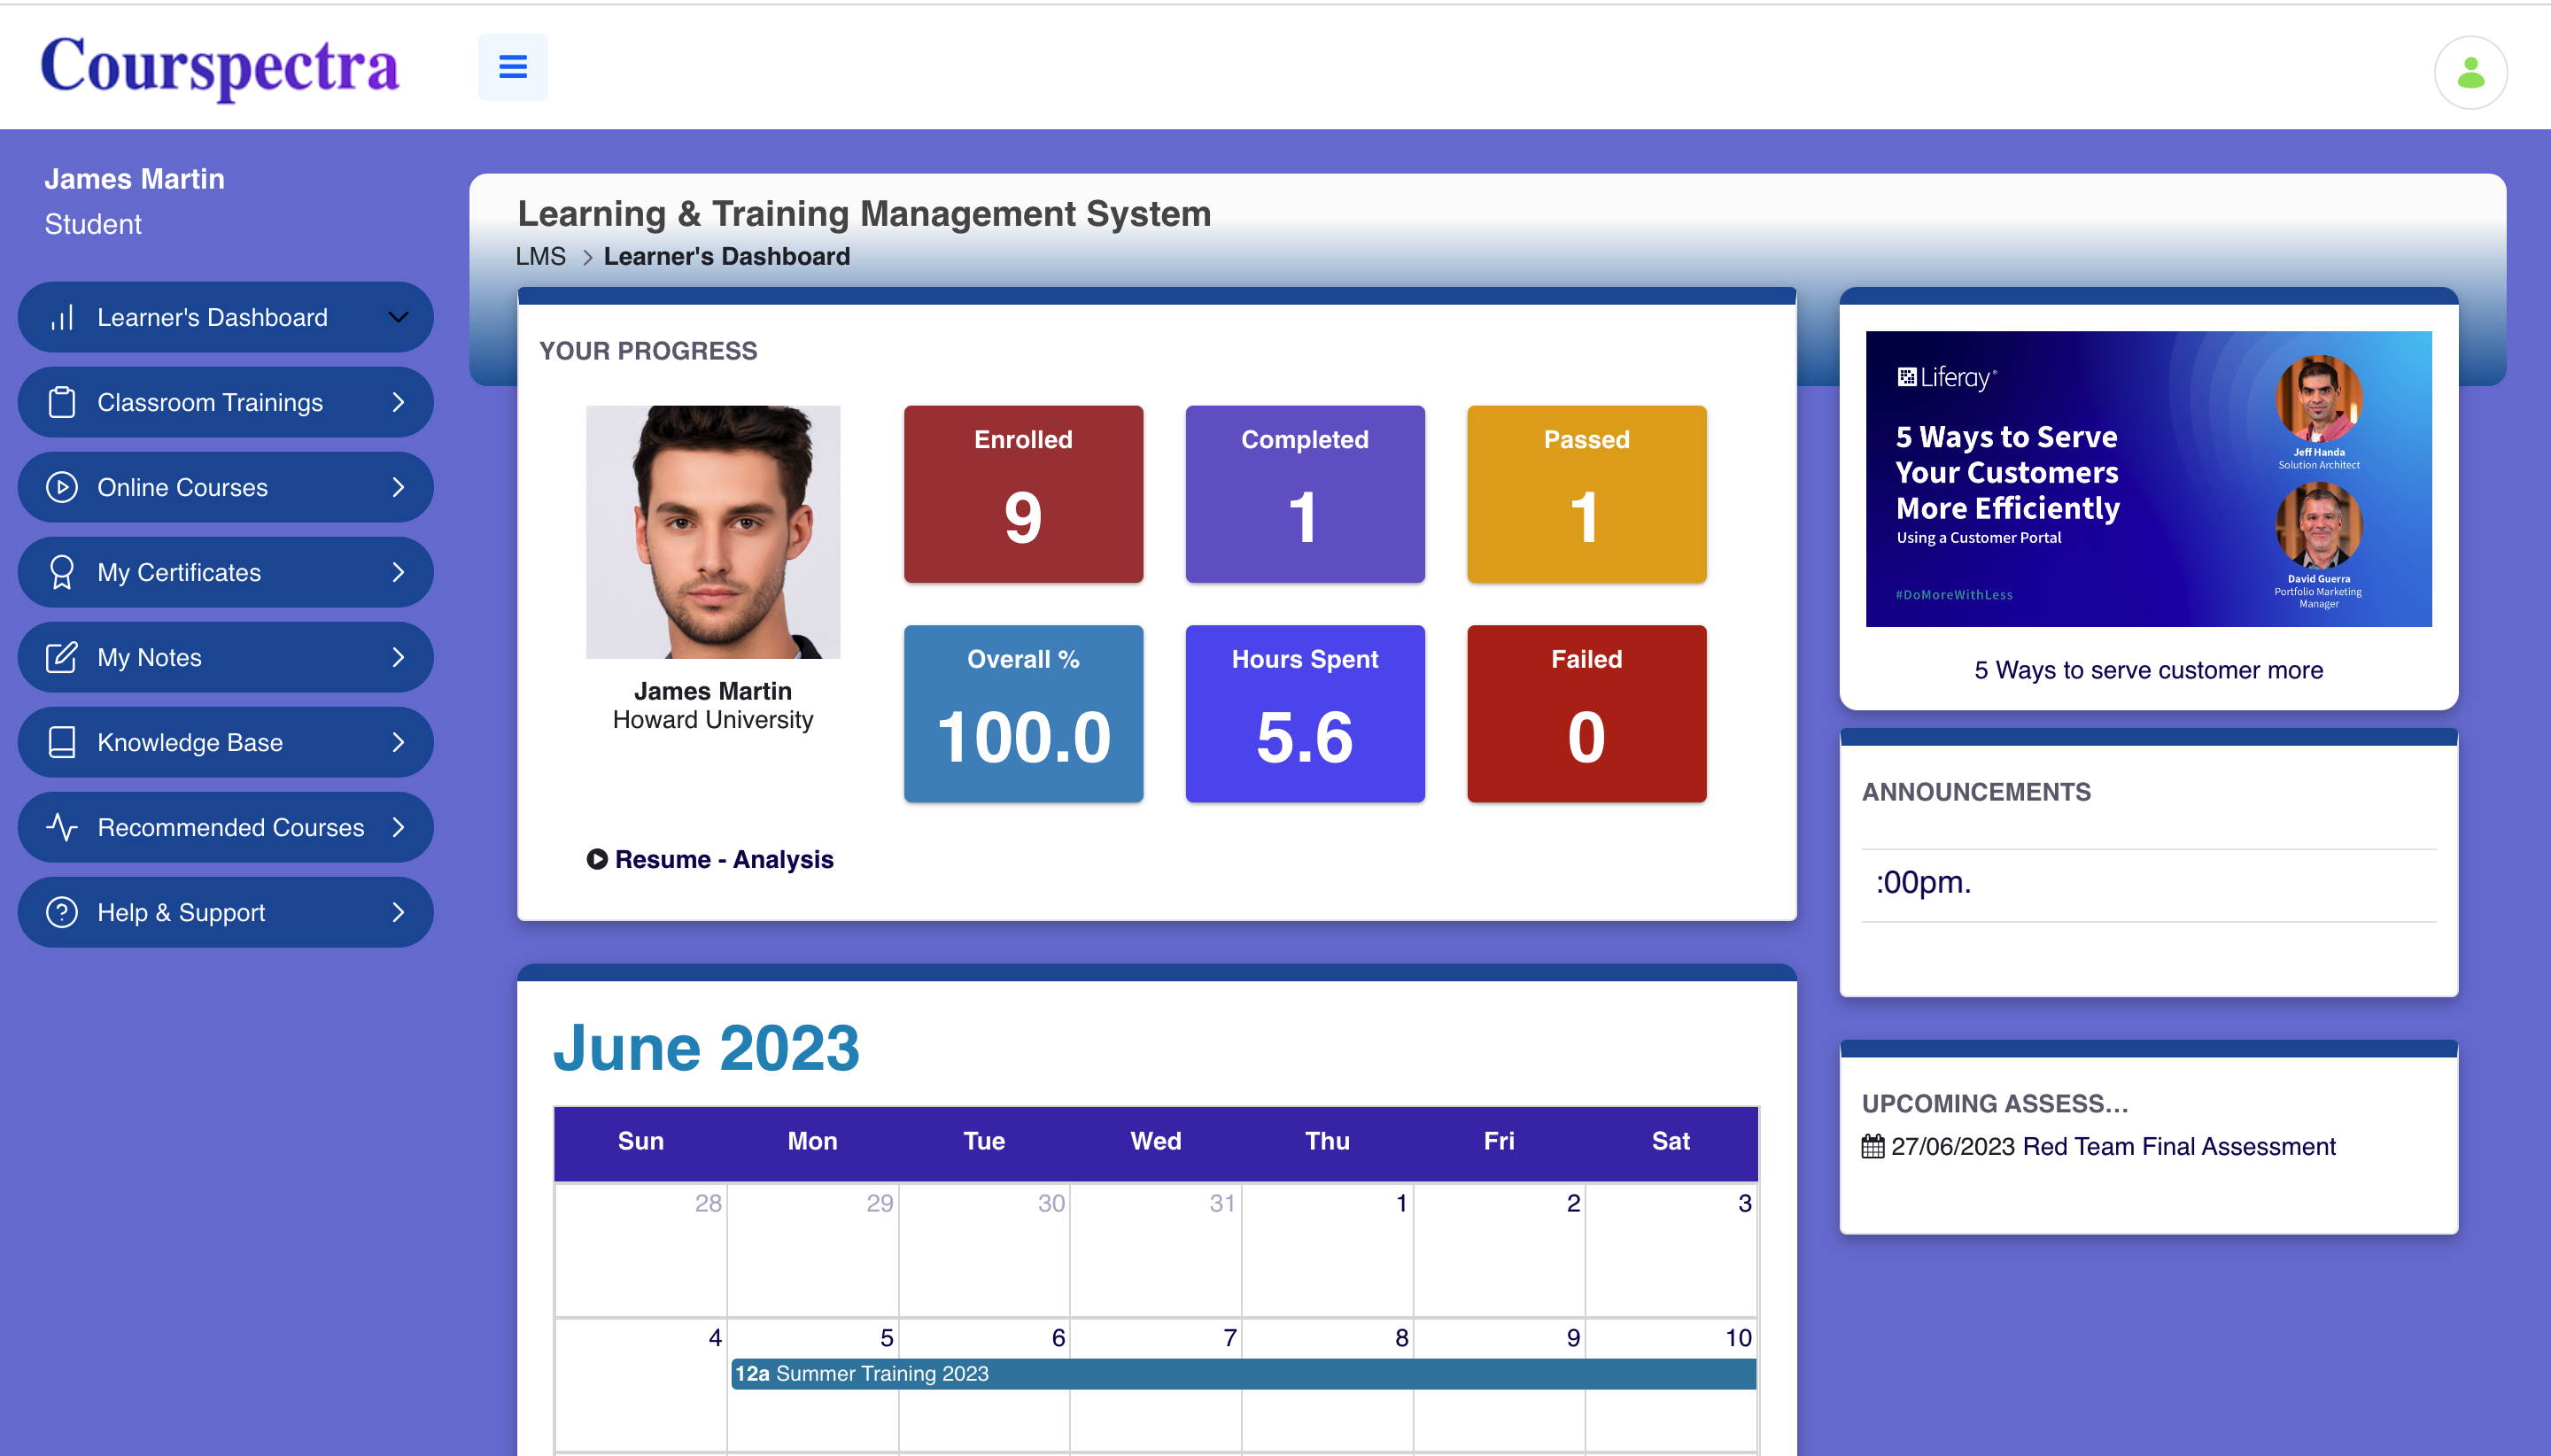 Courspectra
James Martin
Student
Learner's Dashboard
Classroom Trainings
Online Courses
My Certificates
My Notes
Knowledge Base
Recommended Courses
Help & Support
Learning & Training Management System
LMS > Learner's Dashboard
YOUR PROGRESS
James Martin
Howard University
Enrolled
9
Completed
1
Passed
1
Overall %
100.0
Hours Spent
5.6
Failed
0
Resume - Analysis
Liferay
5 Ways to Serve
Your Customers
More Efficiently
Using a Customer Portal
#DoMoreWithLess
Jeff Handa
Solution Architect
David Guerra
Portfolio Marketing
Manager
5 Ways to serve customer more
ANNOUNCEMENTS
:00pm.
UPCOMING ASSESS...
27/06/2023 Red Team Final Assessment
June 2023
Sun Mon Tue Wed Thu Fri Sat
28 29 30 31 1 2 3
4 5 6 7 8 9 10
12a Summer Training 2023